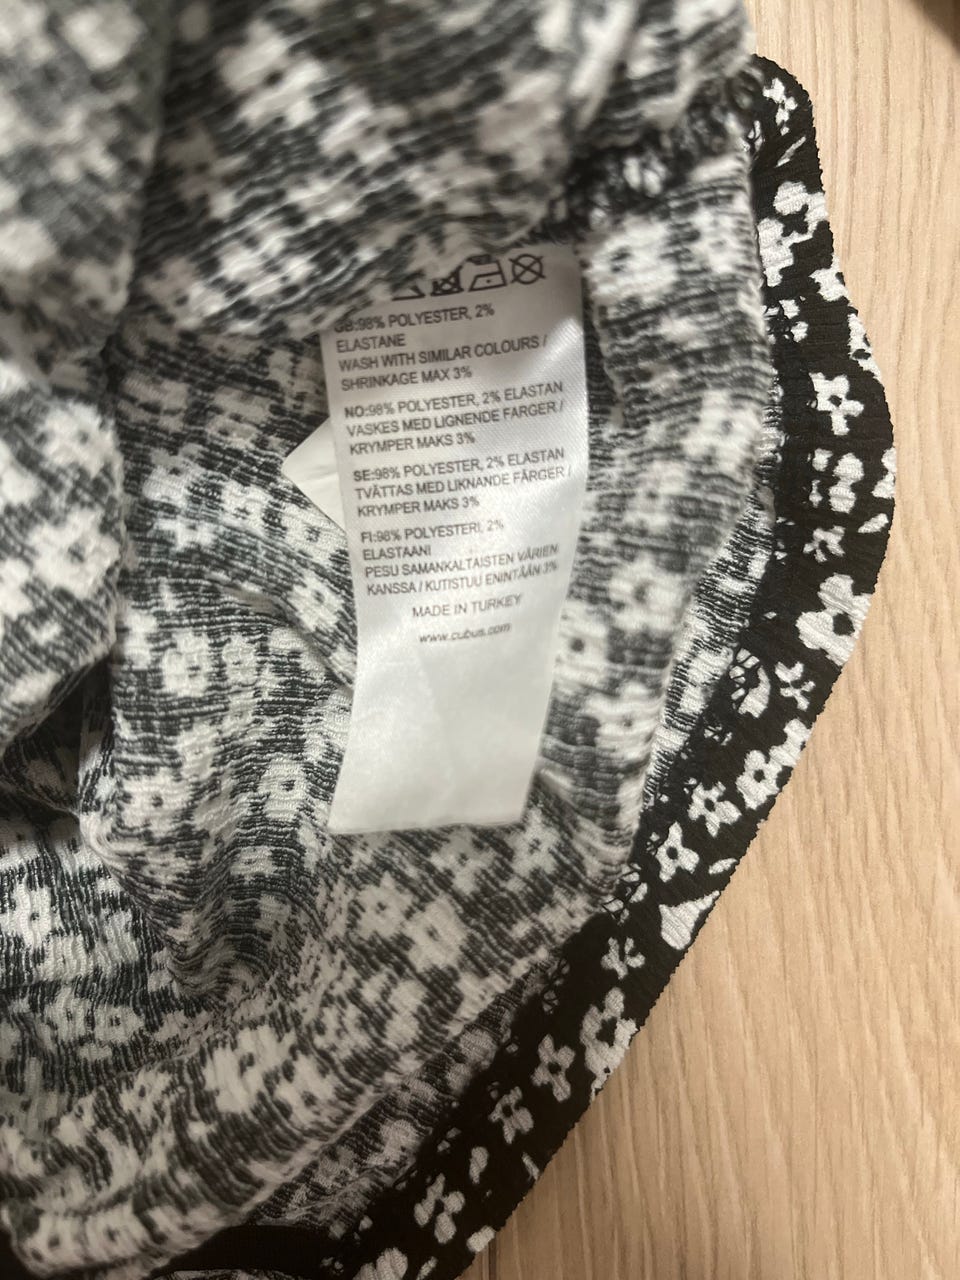 GB:98% POLYESTER, 2%
ELASTANE
WASH WITH SIMILAR COLOURS /
SHRINKAGE MAX 3%
NO:98% POLYESTER, 2% ELASTAN
VASKES MED LIGNENDE FARGER /
KRYMPER MAKS 3%
SE:98% POLYESTER, 2% ELASTAN
TVÄTTAS MED LIKNANDE FÄRGER /
KRYMPER MAKS 3%
FI:98% POLYESTERI, 2%
ELASTAANI
PESU SAMANKALTAISTEN VÄRIEN
KANSSA / KUTISTUU ENINTÄÄN 3%
MADE IN TURKEY
www.cubus.com